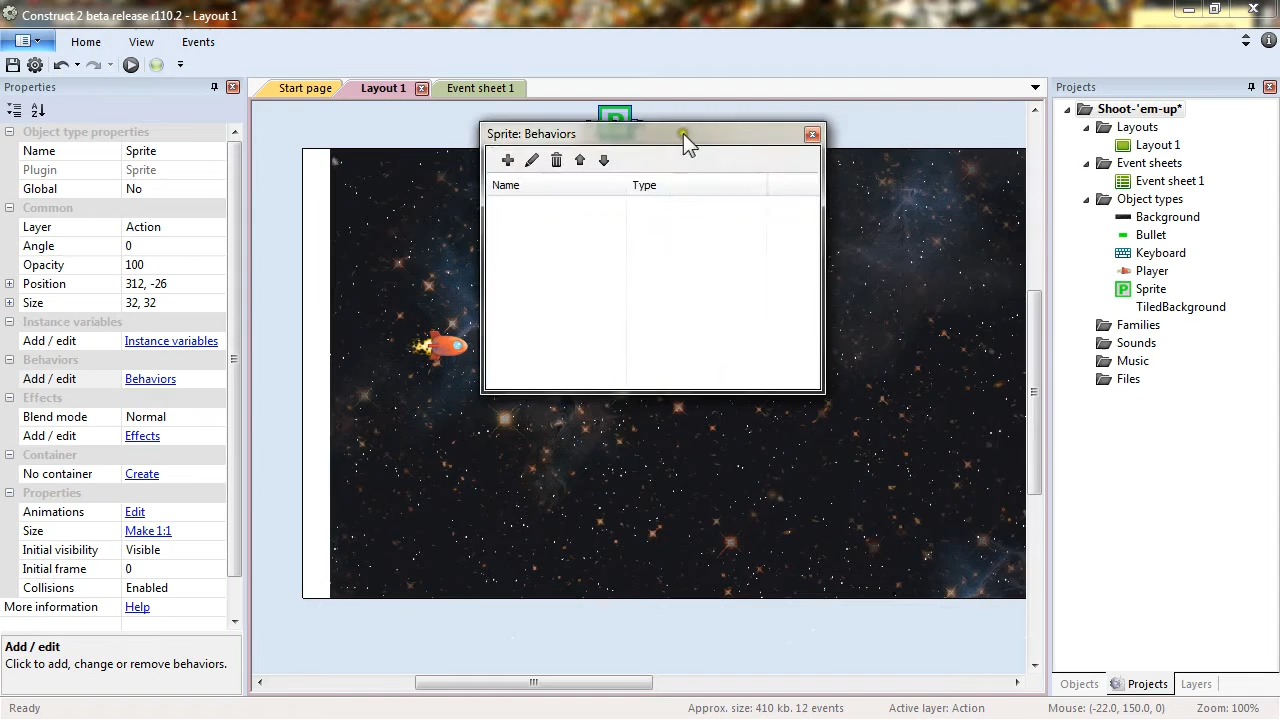 Construct 2 beta release r110.2 - Layout 1
Home View Events
Properties
Start page Layout 1 Event sheet 1
Projects
Object type properties
Name Sprite
Plugin Sprite
Global No
Common
Layer Action
Angle 0
Opacity 100
Position 312, -26
Size 32, 32
Instance variables
Add / edit Instance variables
Behaviors
Add / edit Behaviors
Effects
Blend mode Normal
Add / edit Effects
Container
No container Create
Properties
Animations Edit
Size Make 1:1
Initial visibility Visible
Initial frame 0
Collisions Enabled
More information Help
Add / edit
Click to add, change or remove behaviors.
Sprite: Behaviors
Name Type
Shoot-'em-up*
Layouts
Layout 1
Event sheets
Event sheet 1
Object types
Background
Bullet
Keyboard
Player
P Sprite
TiledBackground
Families
Sounds
Music
Files
Objects Projects Layers
Ready Approx. size: 410 kb. 12 events Active layer: Action Mouse: (-22.0, 150.0, 0) Zoom: 100%